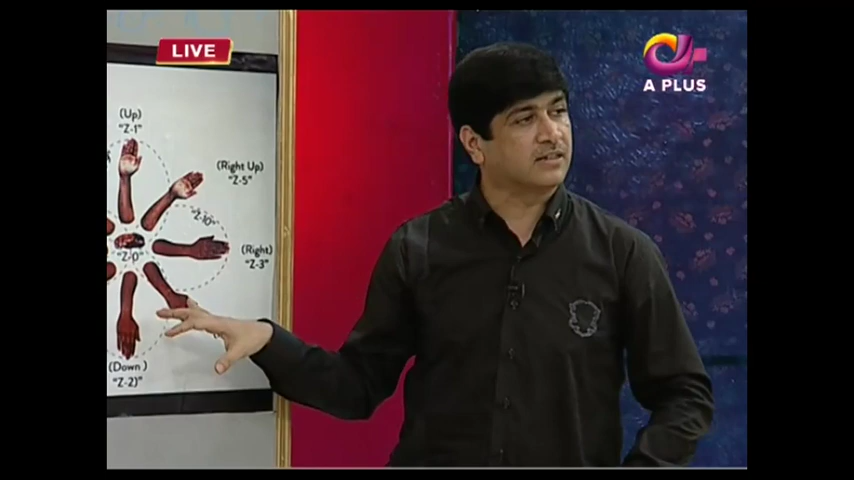 LIVE
A PLUS
(Up)
"Z-1"
(Right Up)
"Z-5"
"Z-10"
"Z-0"
(Right)
"Z-3"
(Down)
"Z-2)"